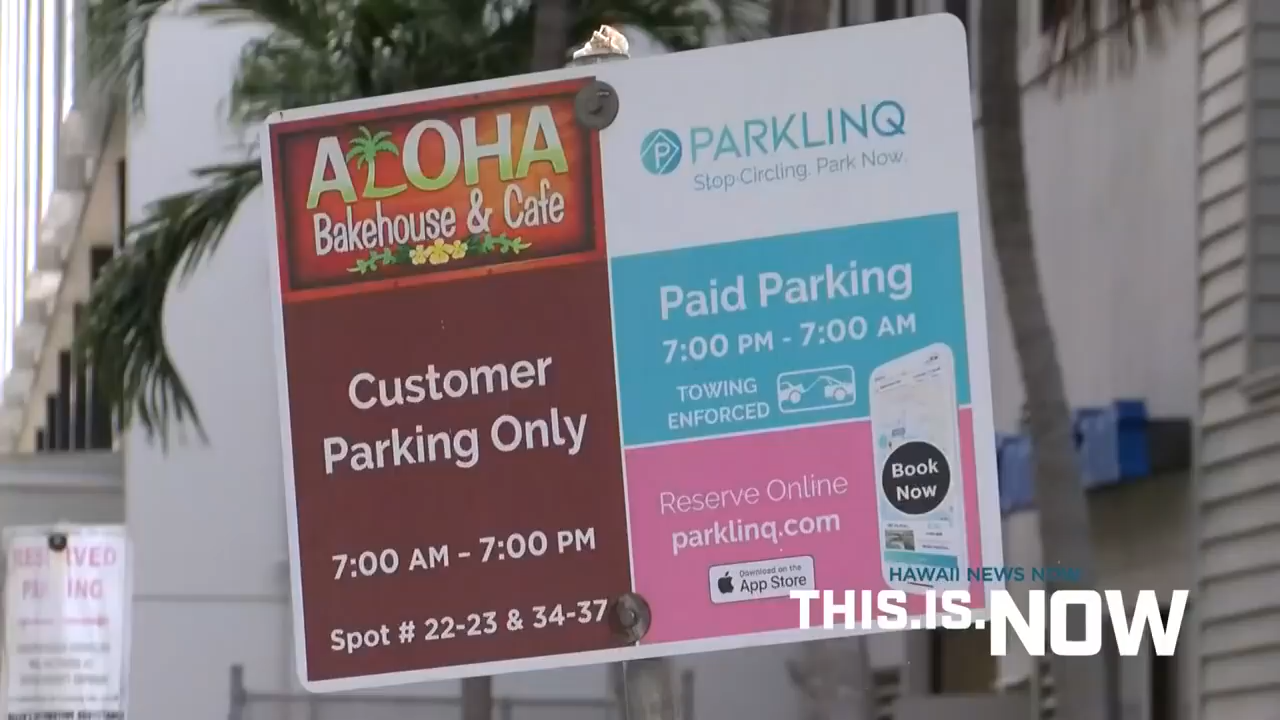 ALOHA
Bakehouse & Cafe
Customer
Parking Only
7:00 AM - 7:00 PM
Spot # 22-23 & 34-37
P PARKLINQ
Stop Circling. Park Now.
Paid Parking
7:00 PM - 7:00 AM
TOWING
ENFORCED
Reserve Online
parklinq.com
Download on the
App Store
Book
Now
RESERVED
PARKING
HAWAII NEWS NOW
THIS.IS.NOW